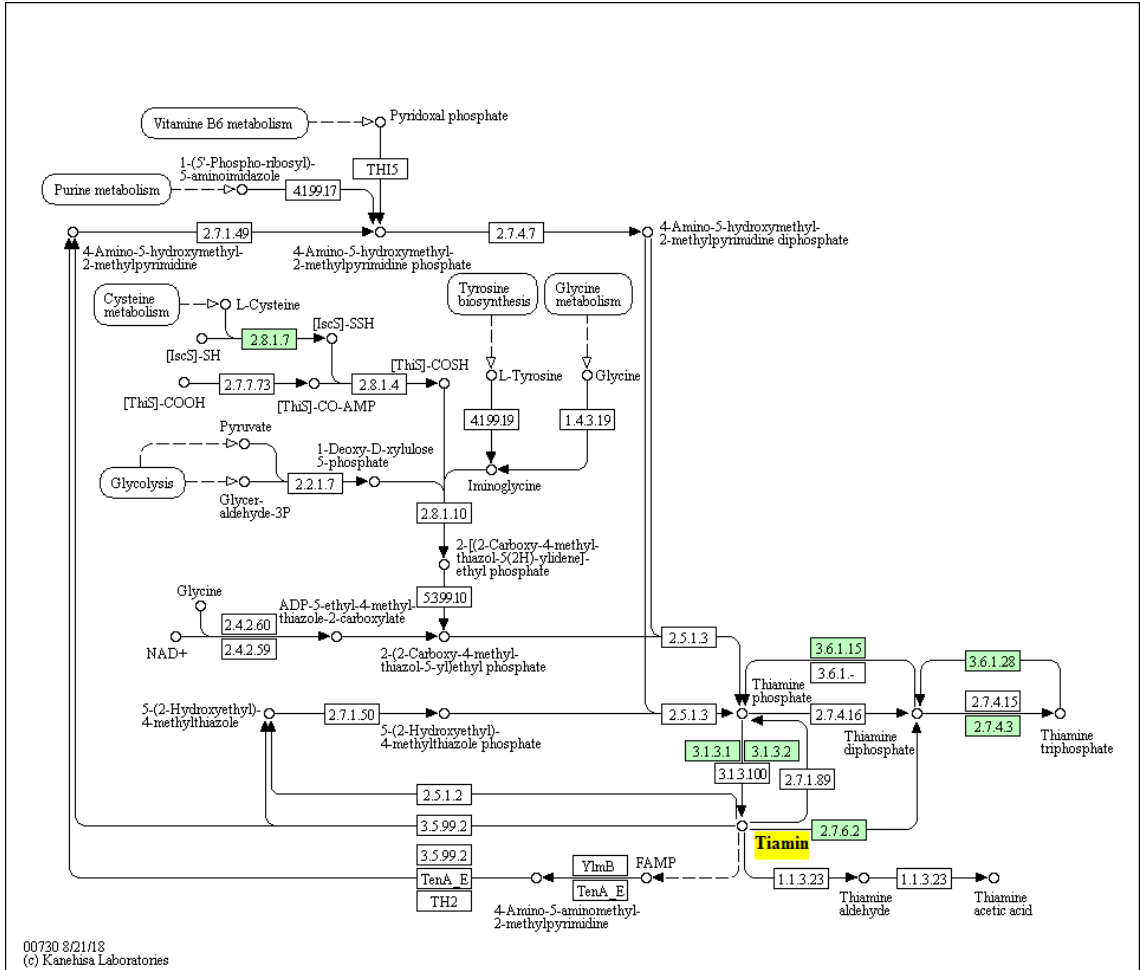 Vitamine B6 metabolism
Pyridoxal phosphate
1-(5'-Phospho-ribosyl)-
5-aminoimidazole
THI5
Purine metabolism
4.1.99.17
2.7.1.49
2.7.4.7
4-Amino-5-hydroxymethyl-
2-methylpyrimidine
4-Amino-5-hydroxymethyl-
2-methylpyrimidine phosphate
4-Amino-5-hydroxymethyl-
2-methylpyrimidine diphosphate
Cysteine
metabolism
L-Cysteine
Tyrosine
biosynthesis
Glycine
metabolism
[IscS]-SSH
2.8.1.7
[IscS]-SH
[ThiS]-COSH
L-Tyrosine
Glycine
2.7.7.73
2.8.1.4
[ThiS]-COOH
[ThiS]-CO-AMP
4.1.99.19
1.4.3.19
Pyruvate
1-Deoxy-D-xylulose
5-phosphate
Glycolysis
2.2.1.7
Iminoglycine
Glycer-
aldehyde-3P
2.8.1.10
2-[(2-Carboxy-4-methyl-
thiazol-5(2H)-ylidene]-
ethyl phosphate
Glycine
5.3.99.10
ADP-5-ethyl-4-methyl-
thiazole-2-carboxylate
2.4.2.60
2.4.2.59
NAD+
2.5.1.3
2-(2-Carboxy-4-methyl-
thiazol-5-yl)ethyl phosphate
3.6.1.15
3.6.1.-
3.6.1.28
Thiamine
phosphate
5-(2-Hydroxyethyl)-
4-methylthiazole
2.7.1.50
5-(2-Hydroxyethyl)-
4-methylthiazole phosphate
2.5.1.3
2.7.4.16
2.7.4.15
2.7.4.3
Thiamine
diphosphate
Thiamine
triphosphate
3.1.3.1
3.1.3.2
3.1.3.100
2.7.1.89
2.5.1.2
3.5.99.2
2.7.6.2
Tiamin
3.5.99.2
TenA_E
TH2
YlmB
TenA_E
FAMP
4-Amino-5-aminomethyl-
2-methylpyrimidine
1.1.3.23
Thiamine
aldehyde
1.1.3.23
Thiamine
acetic acid
00730 8/21/18
(c) Kanehisa Laboratories